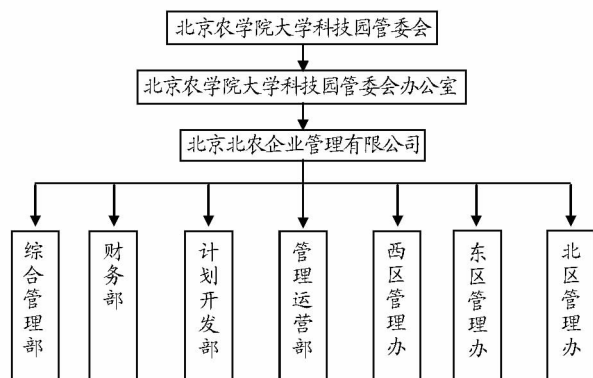 北京农学院大学科技园管委会
北京农学院大学科技园管委会办公室
北京北农企业管理有限公司
综合管理部
财务部
计划开发部
管理运营部
西区管理办
东区管理办
北区管理办